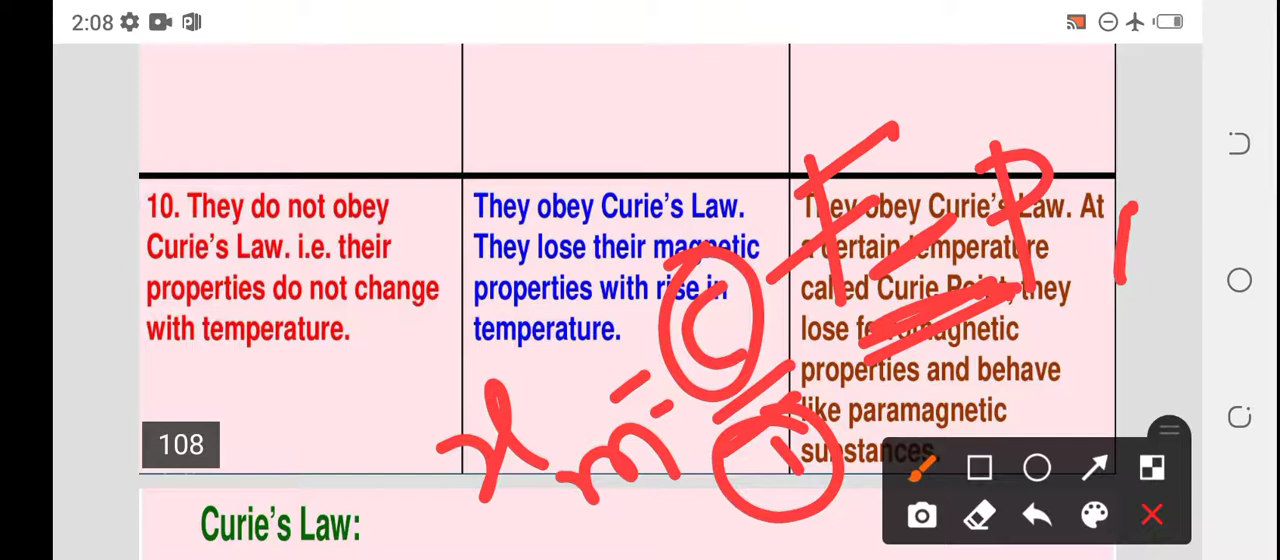 2:08
10. They do not obey
Curie's Law. i.e. their
properties do not change
with temperature.
They obey Curie's Law.
They lose their magnetic
properties with rise in
temperature.
They obey Curie's Law. At
a certain temperature
called Curie Point, they
lose ferromagnetic
properties and behave
like paramagnetic
substances.
108
Curie's Law: